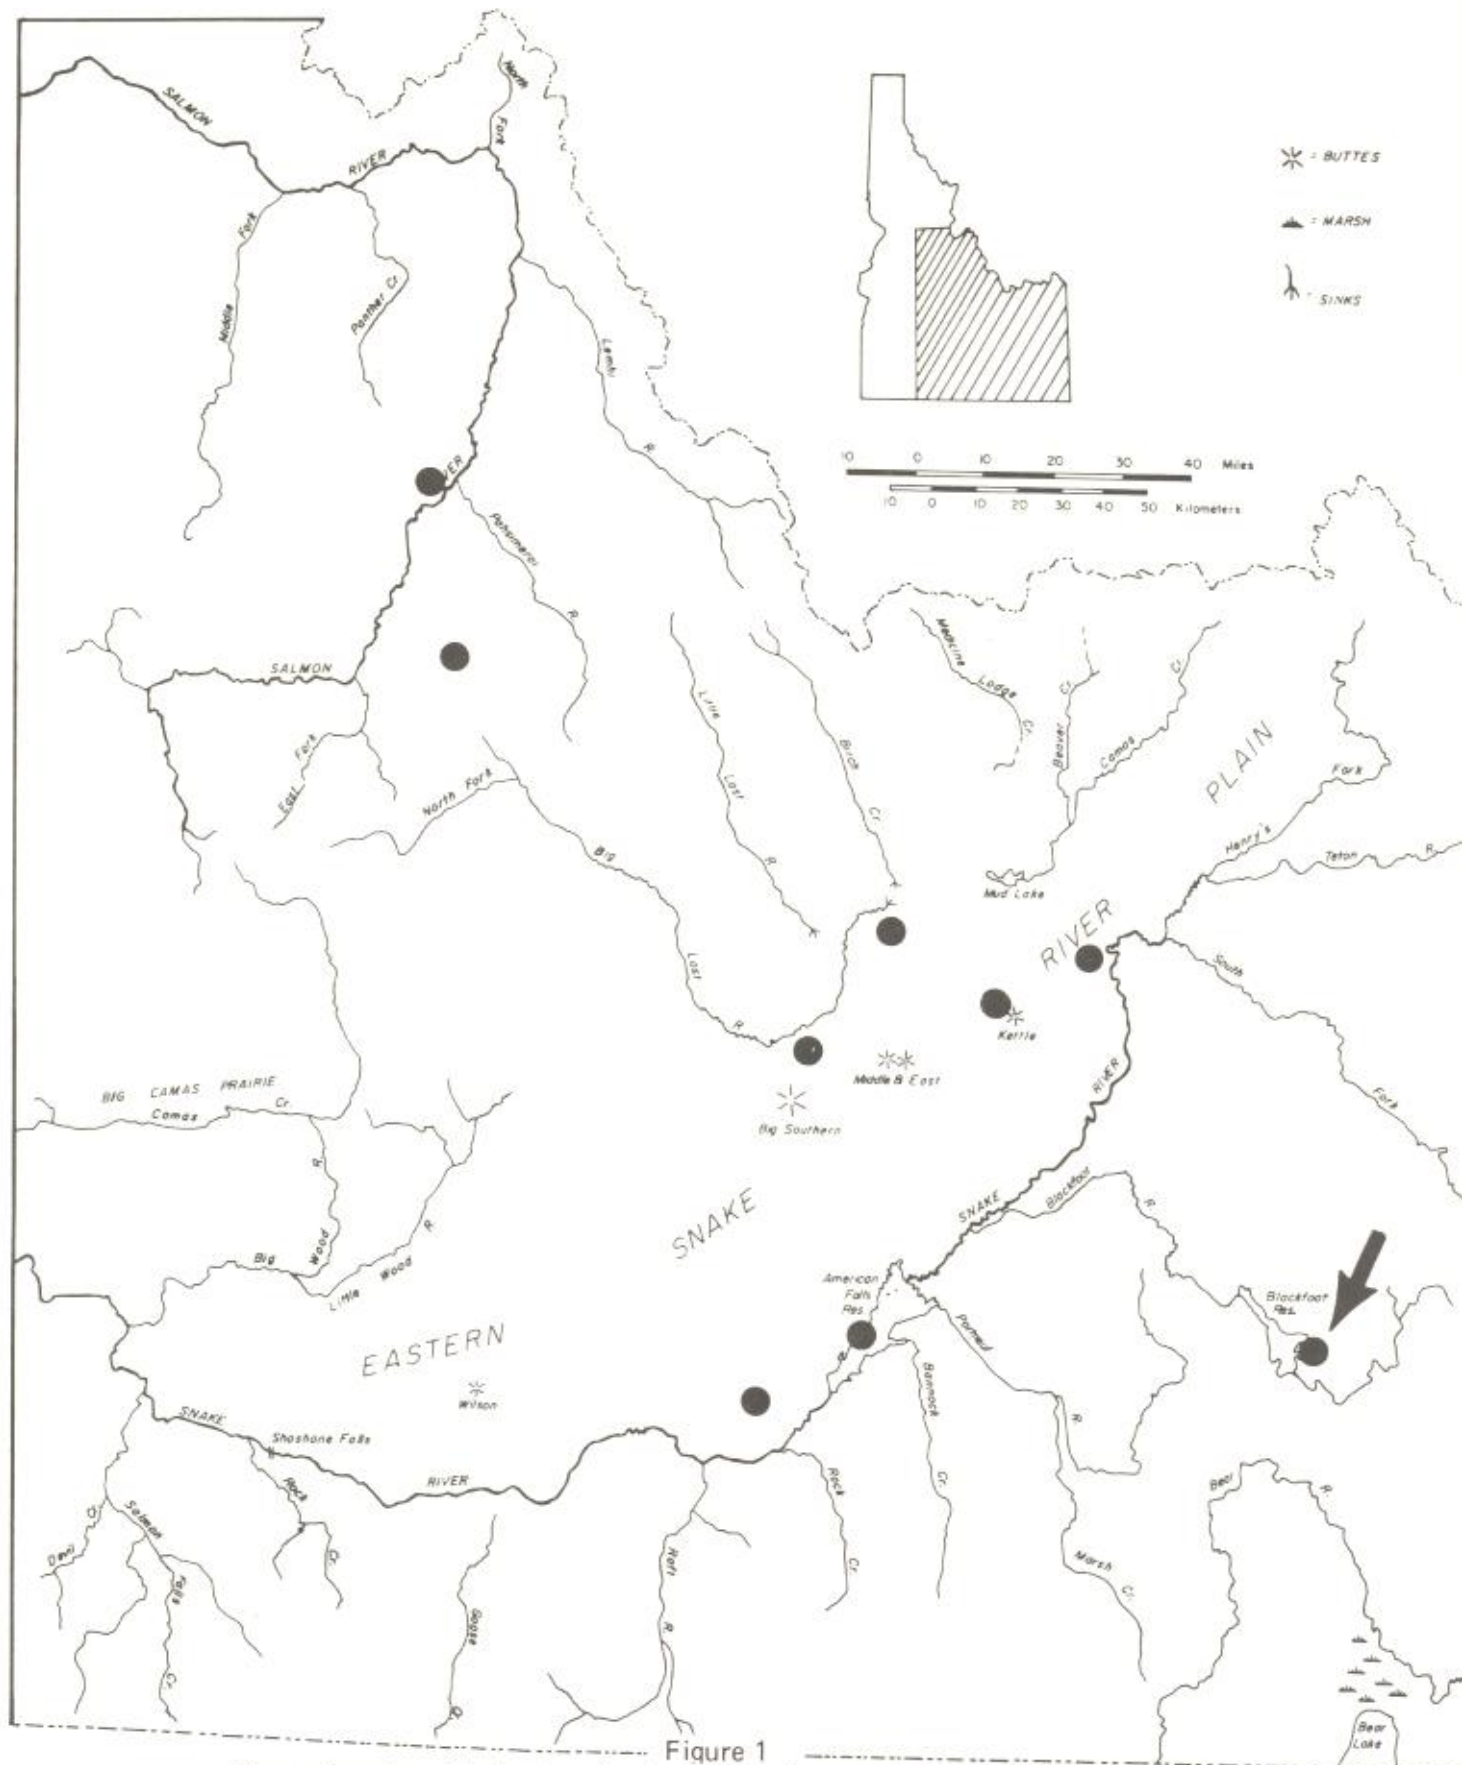 North
Fork
SALMON
RIVER
= BUTTES
= MARSH
- SINKS
Fork
Middle
Panther Cr.
Lemhi
R.
10 0 10 20 30 40 Miles
10 0 10 20 30 40 50 Kilometers
VER
Pahsimeroi
R.
SALMON
East Fork
North Fork
Big
Lost
R.
Little
Lost
R.
Birch
Cr.
Medicine
Lodge
Cr.
Beaver
Cr.
Camas
Cr.
PLAIN
Henry's
Fork
Teton R.
Mud Lake
RIVER
South
Fork
Kettle
Middle & East
Big Southern
RIVER
BIG CAMAS PRAIRIE
Camas Cr.
R.
Wood
Big
Little Wood
R.
SNAKE
SNAKE
Blackfoot
R.
American
Falls
Res.
Blackfoot
Res.
Portneuf
R.
Bannock
Cr.
EASTERN
Wilson
SNAKE
Shoshone Falls
RIVER
Rock
Cr.
Devil
Cr.
Salmon
Falls
Cr.
Goose
Raft
R.
Rock
Cr.
Marsh
Cr.
Bear
R.
Bear
Lake
Figure 1